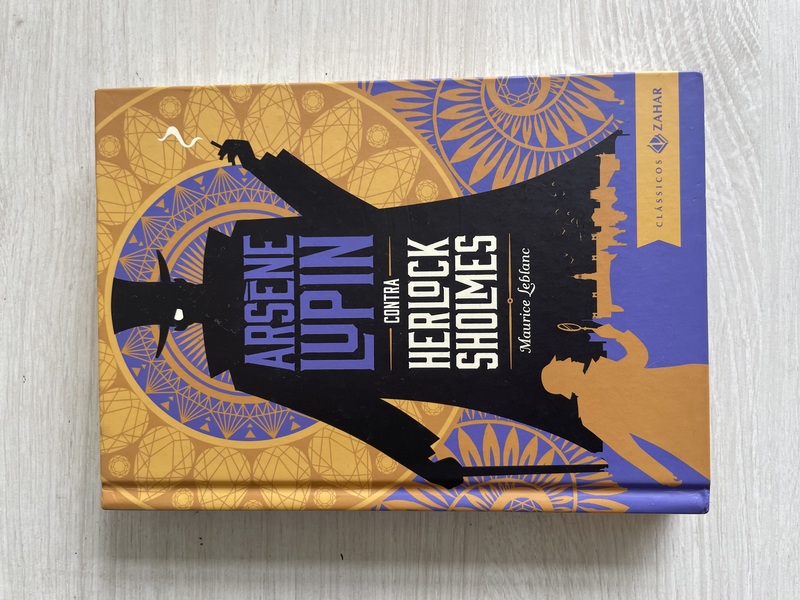 ARSÈNE
LUPIN
CONTRA
HERLOCK
SHOLMES
Maurice Leblanc
CLÁSSICOS ZAHAR